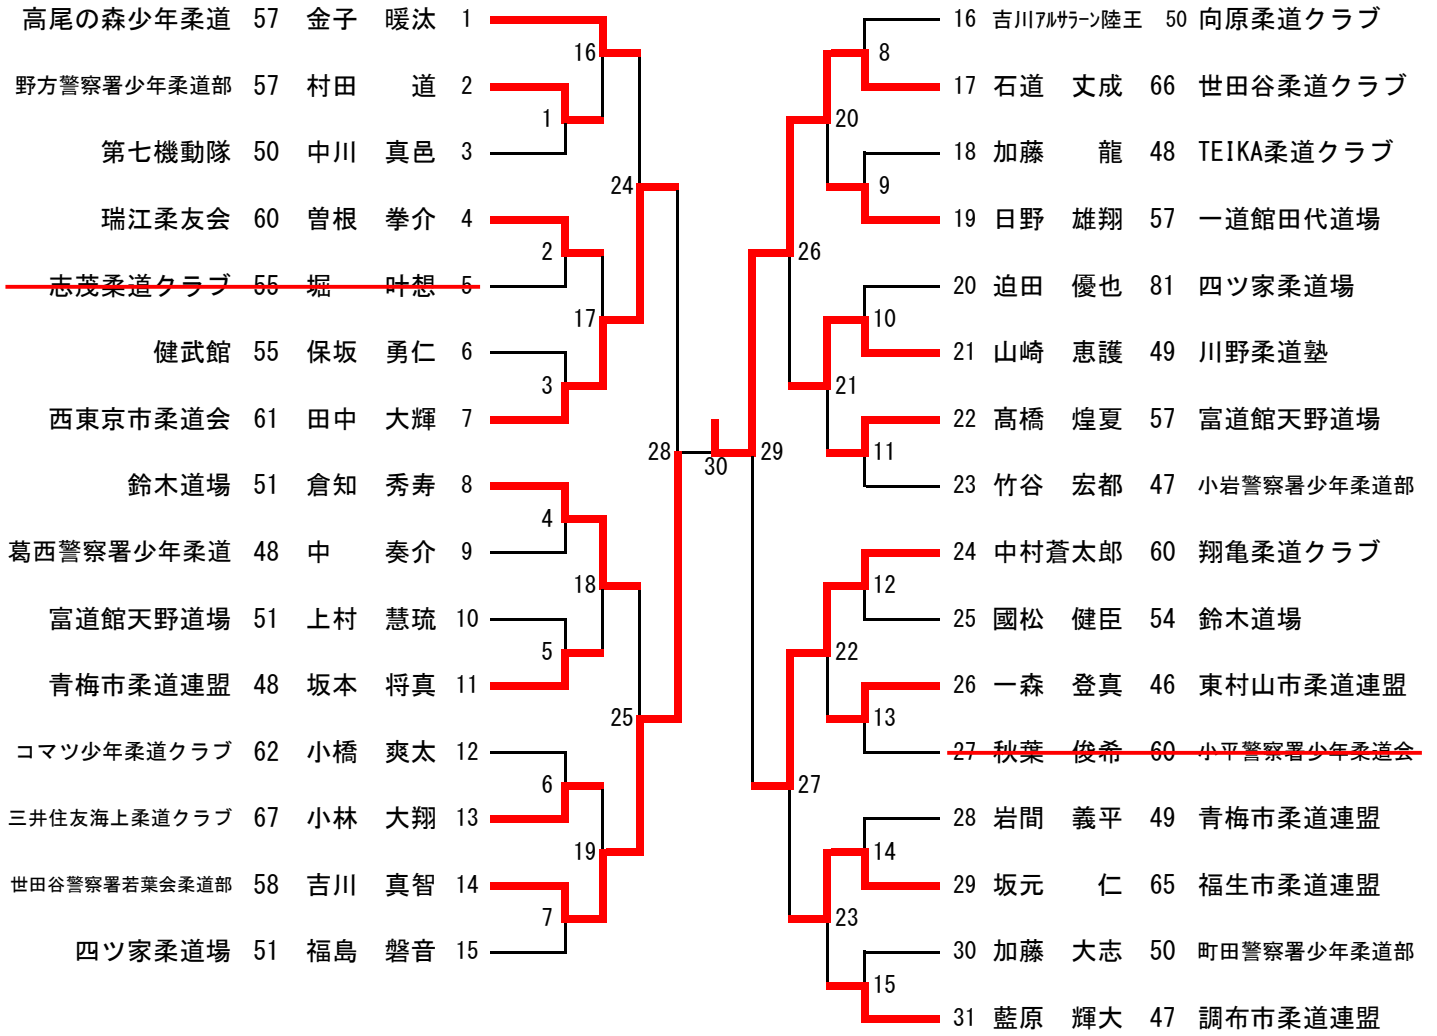 高尾の森少年柔道 57 金子 暖汰 1
野方警察署少年柔道部 57 村田 道 2
第七機動隊 50 中川 真邑 3
瑞江柔友会 60 曽根 拳介 4
志茂柔道クラブ 55 堀 叶想 5
健武館 55 保坂 勇仁 6
西東京市柔道会 61 田中 大輝 7
鈴木道場 51 倉知 秀寿 8
葛西警察署少年柔道 48 中 奏介 9
富道館天野道場 51 上村 慧琉 10
青梅市柔道連盟 48 坂本 将真 11
コマツ少年柔道クラブ 62 小橋 爽太 12
三井住友海上柔道クラブ 67 小林 大翔 13
世田谷警察署若葉会柔道部 58 吉川 真智 14
四ツ家柔道場 51 福島 磐音 15
16
1
24
2
17
3
28
4
18
5
25
6
19
7
30
29
8
20
9
26
10
21
11
12
22
13
27
14
23
15
16 吉川アルサラーン陸王 50 向原柔道クラブ
17 石道 丈成 66 世田谷柔道クラブ
18 加藤 龍 48 TEIKA柔道クラブ
19 日野 雄翔 57 一道館田代道場
20 迫田 優也 81 四ツ家柔道場
21 山崎 恵護 49 川野柔道塾
22 髙橋 煌夏 57 富道館天野道場
23 竹谷 宏都 47 小岩警察署少年柔道部
24 中村蒼太郎 60 翔亀柔道クラブ
25 國松 健臣 54 鈴木道場
26 一森 登真 46 東村山市柔道連盟
27 秋葉 俊希 60 小平警察署少年柔道会
28 岩間 義平 49 青梅市柔道連盟
29 坂元 仁 65 福生市柔道連盟
30 加藤 大志 50 町田警察署少年柔道部
31 藍原 輝大 47 調布市柔道連盟